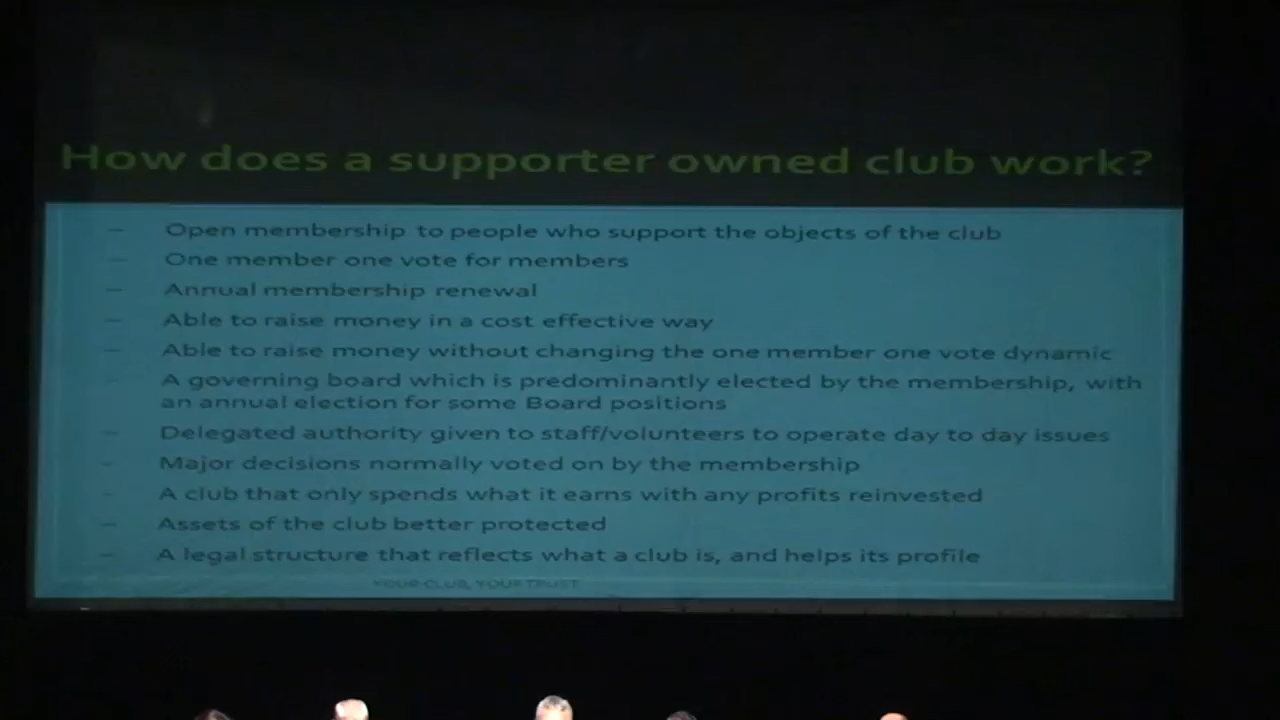 How does a supporter owned club work?
– Open membership to people who support the objects of the club
– One member one vote for members
– Annual membership renewal
– Able to raise money in a cost effective way
– Able to raise money without changing the one member one vote dynamic
– A governing board which is predominantly elected by the membership, with
an annual election for some Board positions
– Delegated authority given to staff/volunteers to operate day to day issues
– Major decisions normally voted on by the membership
– A club that only spends what it earns with any profits reinvested
– Assets of the club better protected
– A legal structure that reflects what a club is, and helps its profile
YOUR CLUB, YOUR TRUST